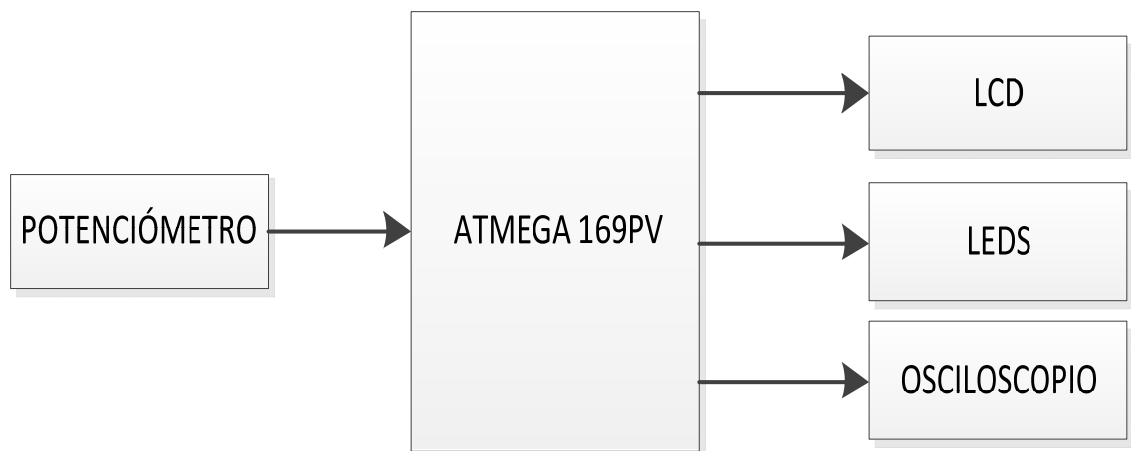 POTENCIÓMETRO
ATMEGA 169PV
LCD
LEDS
OSCILOSCOPIO